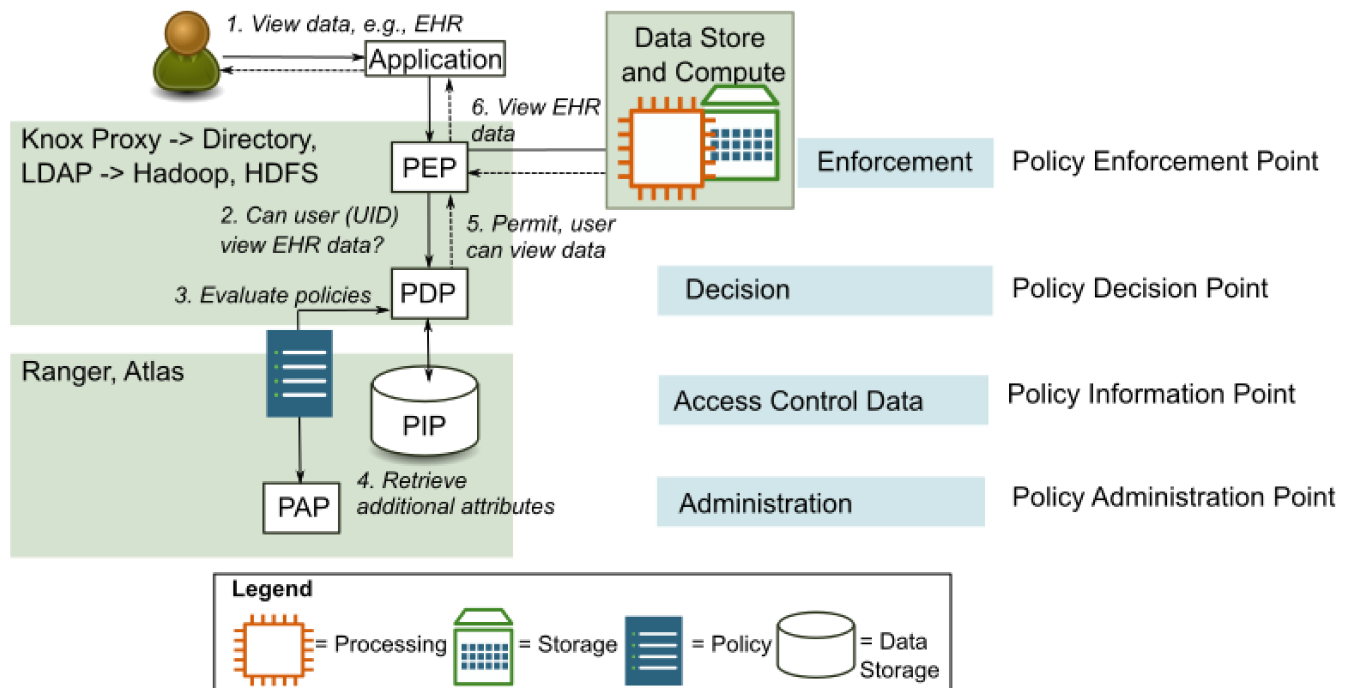 1. View data, e.g., EHR
Application
Data Store
and Compute
6. View EHR
data
Knox Proxy -> Directory,
LDAP -> Hadoop, HDFS
PEP
Enforcement
Policy Enforcement Point
2. Can user (UID)
view EHR data?
5. Permit, user
can view data
3. Evaluate policies
PDP
Decision
Policy Decision Point
Ranger, Atlas
PIP
Access Control Data
Policy Information Point
4. Retrieve
additional attributes
PAP
Administration
Policy Administration Point
Legend
= Processing
= Storage
= Policy
= Data
Storage